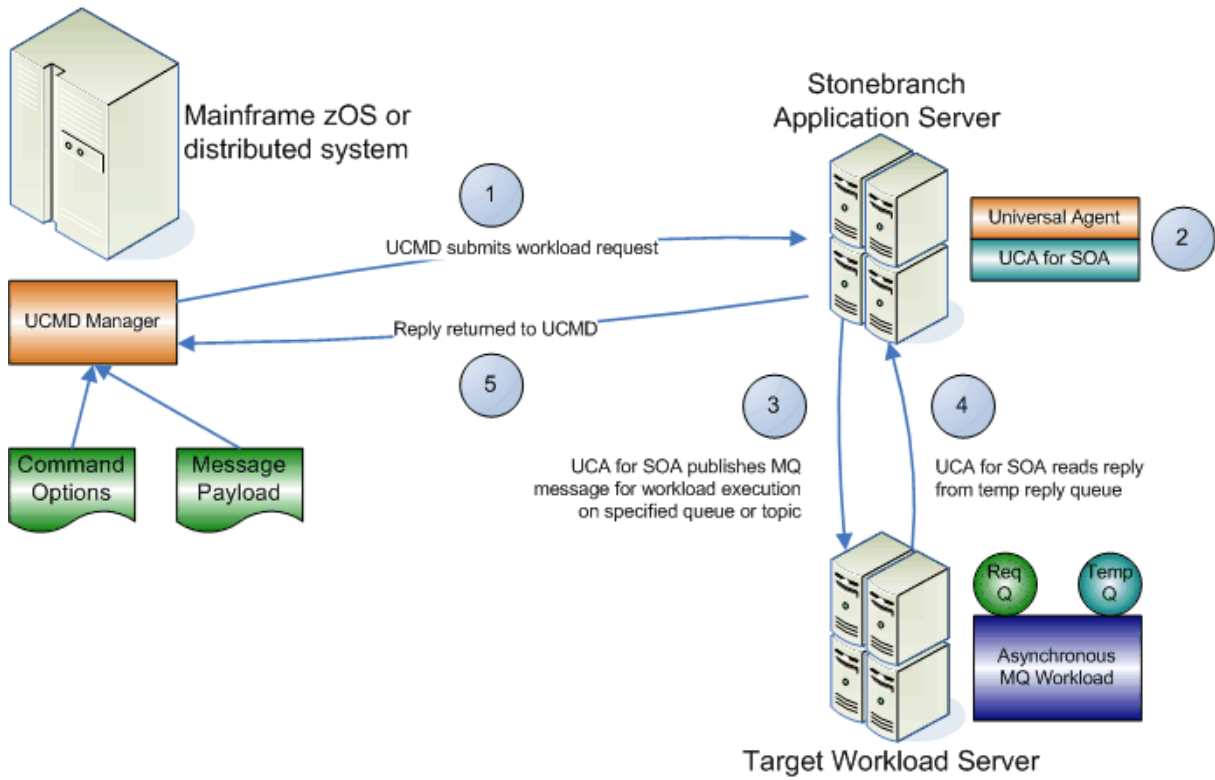 Mainframe zOS or
distributed system
Stonebranch
Application Server
1
UCMD submits workload request
Universal Agent
UCA for SOA
2
UCMD Manager
Reply returned to UCMD
5
3
4
Command
Options
Message
Payload
UCA for SOA publishes MQ
message for workload execution
on specified queue or topic
UCA for SOA reads reply
from temp reply queue
Req
Q
Temp
Q
Asynchronous
MQ Workload
Target Workload Server